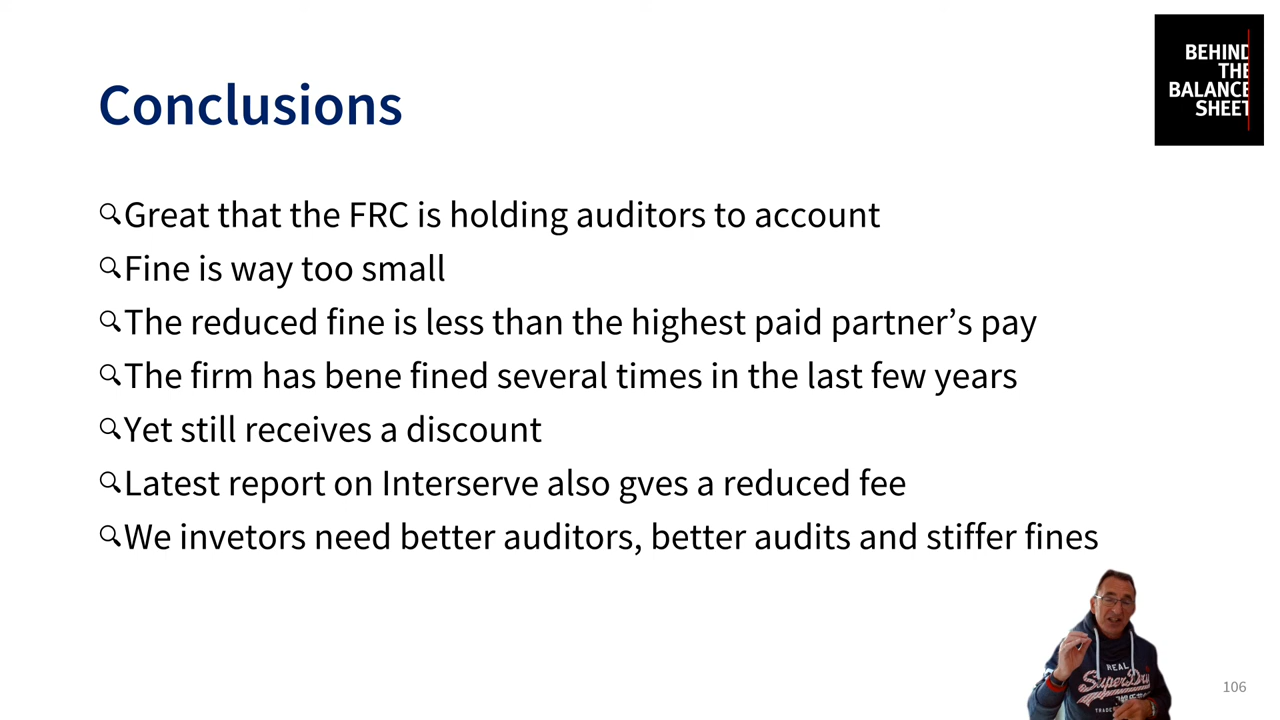 BEHIND
THE
BALANCE
SHEET
Conclusions
Great that the FRC is holding auditors to account
Fine is way too small
The reduced fine is less than the highest paid partner’s pay
The firm has bene fined several times in the last few years
Yet still receives a discount
Latest report on Interserve also gves a reduced fee
We invetors need better auditors, better audits and stiffer fines
REAL
SuperDry
106